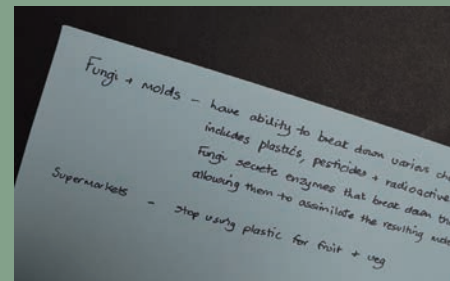 Fungi + molds - have ability to break down various
includes plastics, pesticides + radioactive
Fungi secrete enzymes that break down
allowing them to assimilate the resulting
Supermarkets - stop using plastic for fruit + veg